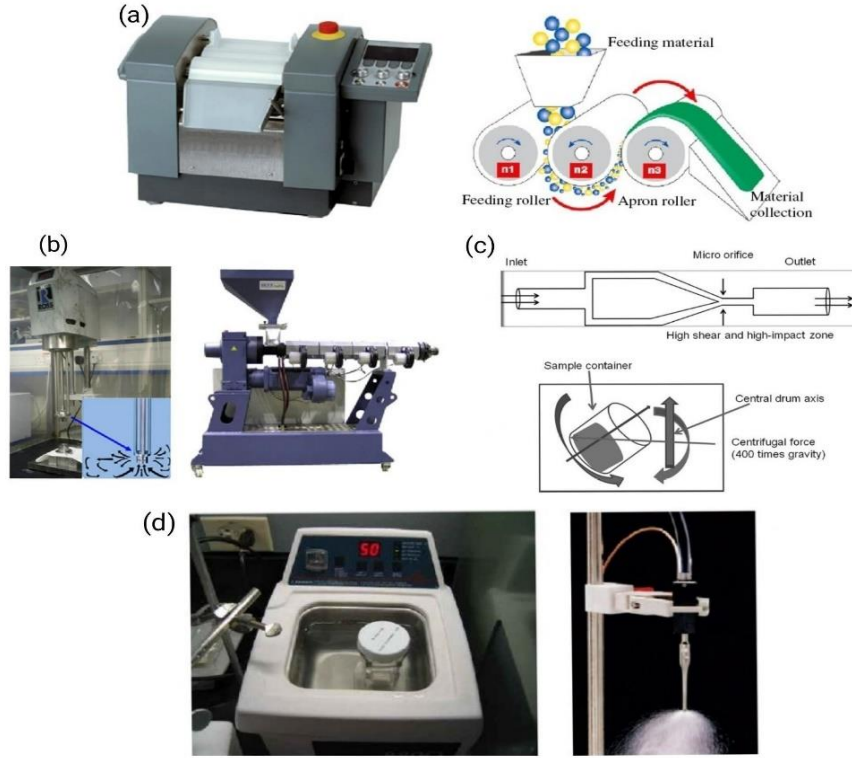 (a)
Feeding material
n1
n2
n3
Feeding roller
Apron roller
Material
collection
(b)
ROSS
(c)
Inlet
Micro orifice
Outlet
High shear and high-impact zone
Sample container
Central drum axis
Centrifugal force
(400 times gravity)
(d)
50